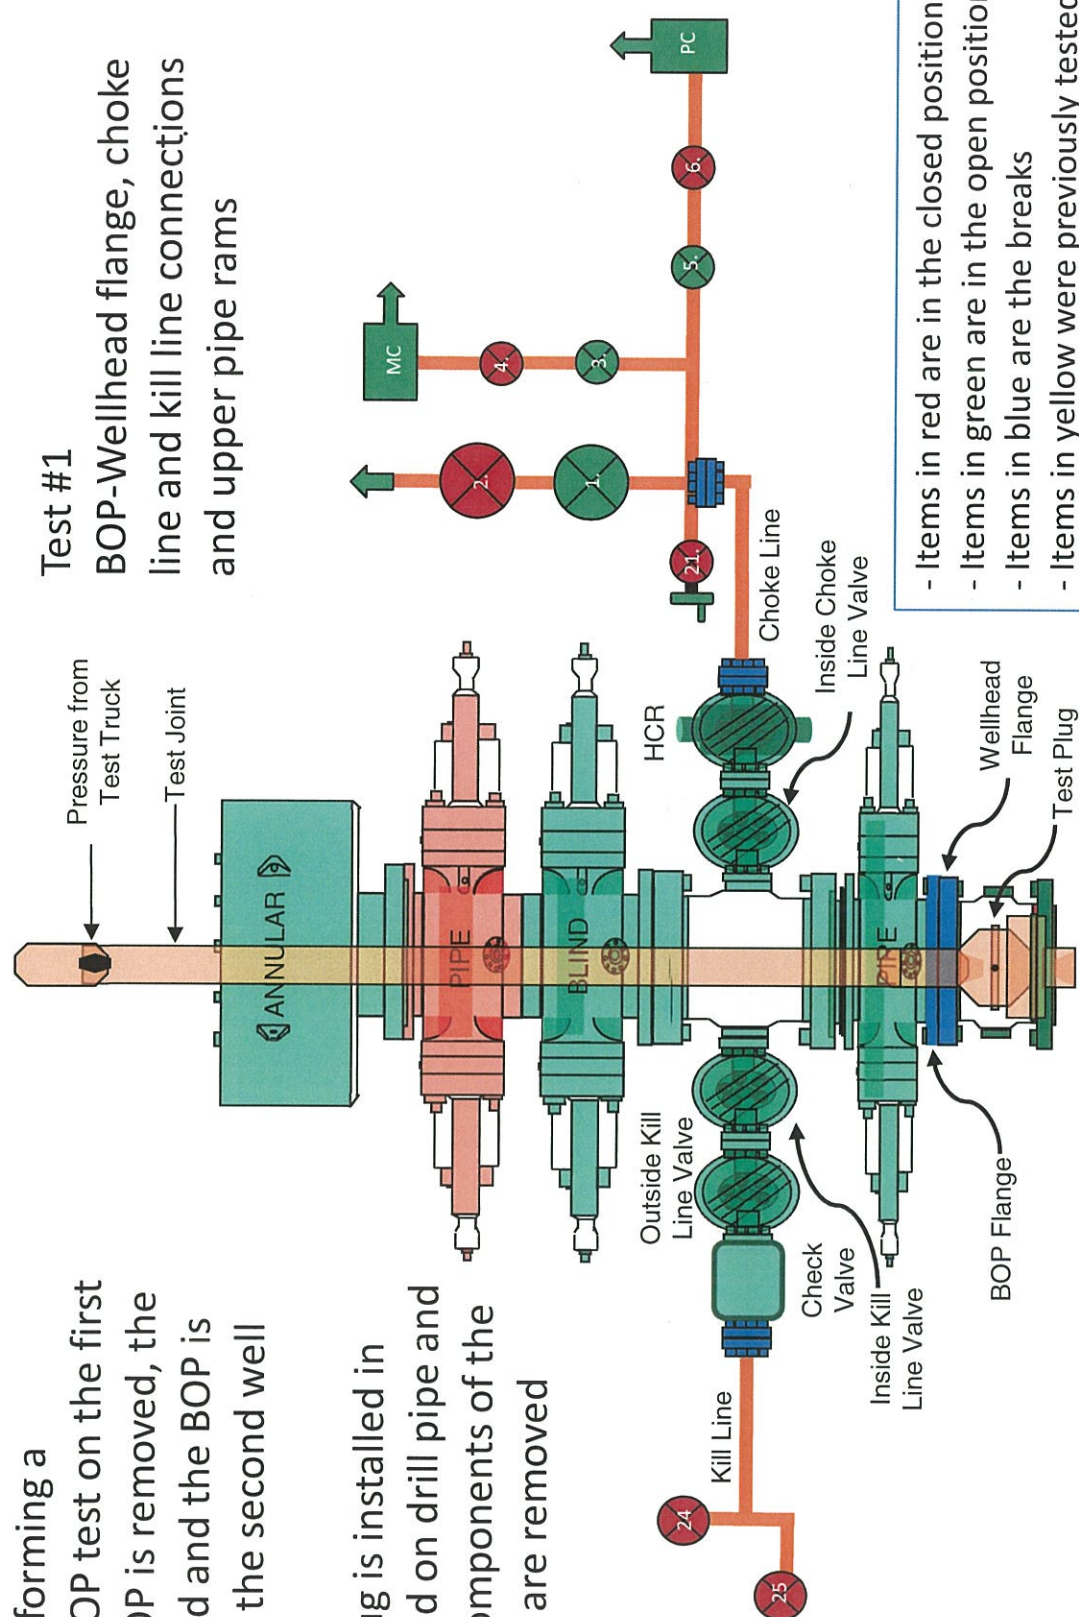 forming a
OP test on the first
OP is removed, the
d and the BOP is
the second well
ug is installed in
d on drill pipe and
omponents of the
are removed
Test #1
BOP-Wellhead flange, choke
line and kill line connections
and upper pipe rams
Pressure from
Test Truck
Test Joint
ANNULAR
PIPE
BLIND
PIPE
Outside Kill
Line Valve
Check
Valve
Inside Kill
Line Valve
Kill Line
24
25
BOP Flange
HCR
Inside Choke
Line Valve
Choke Line
Wellhead
Flange
Test Plug
21.
2.
1.
MC
4.
3.
5.
6.
PC
- Items in red are in the closed position
- Items in green are in the open position
- Items in blue are the breaks
- Items in yellow were previously tested